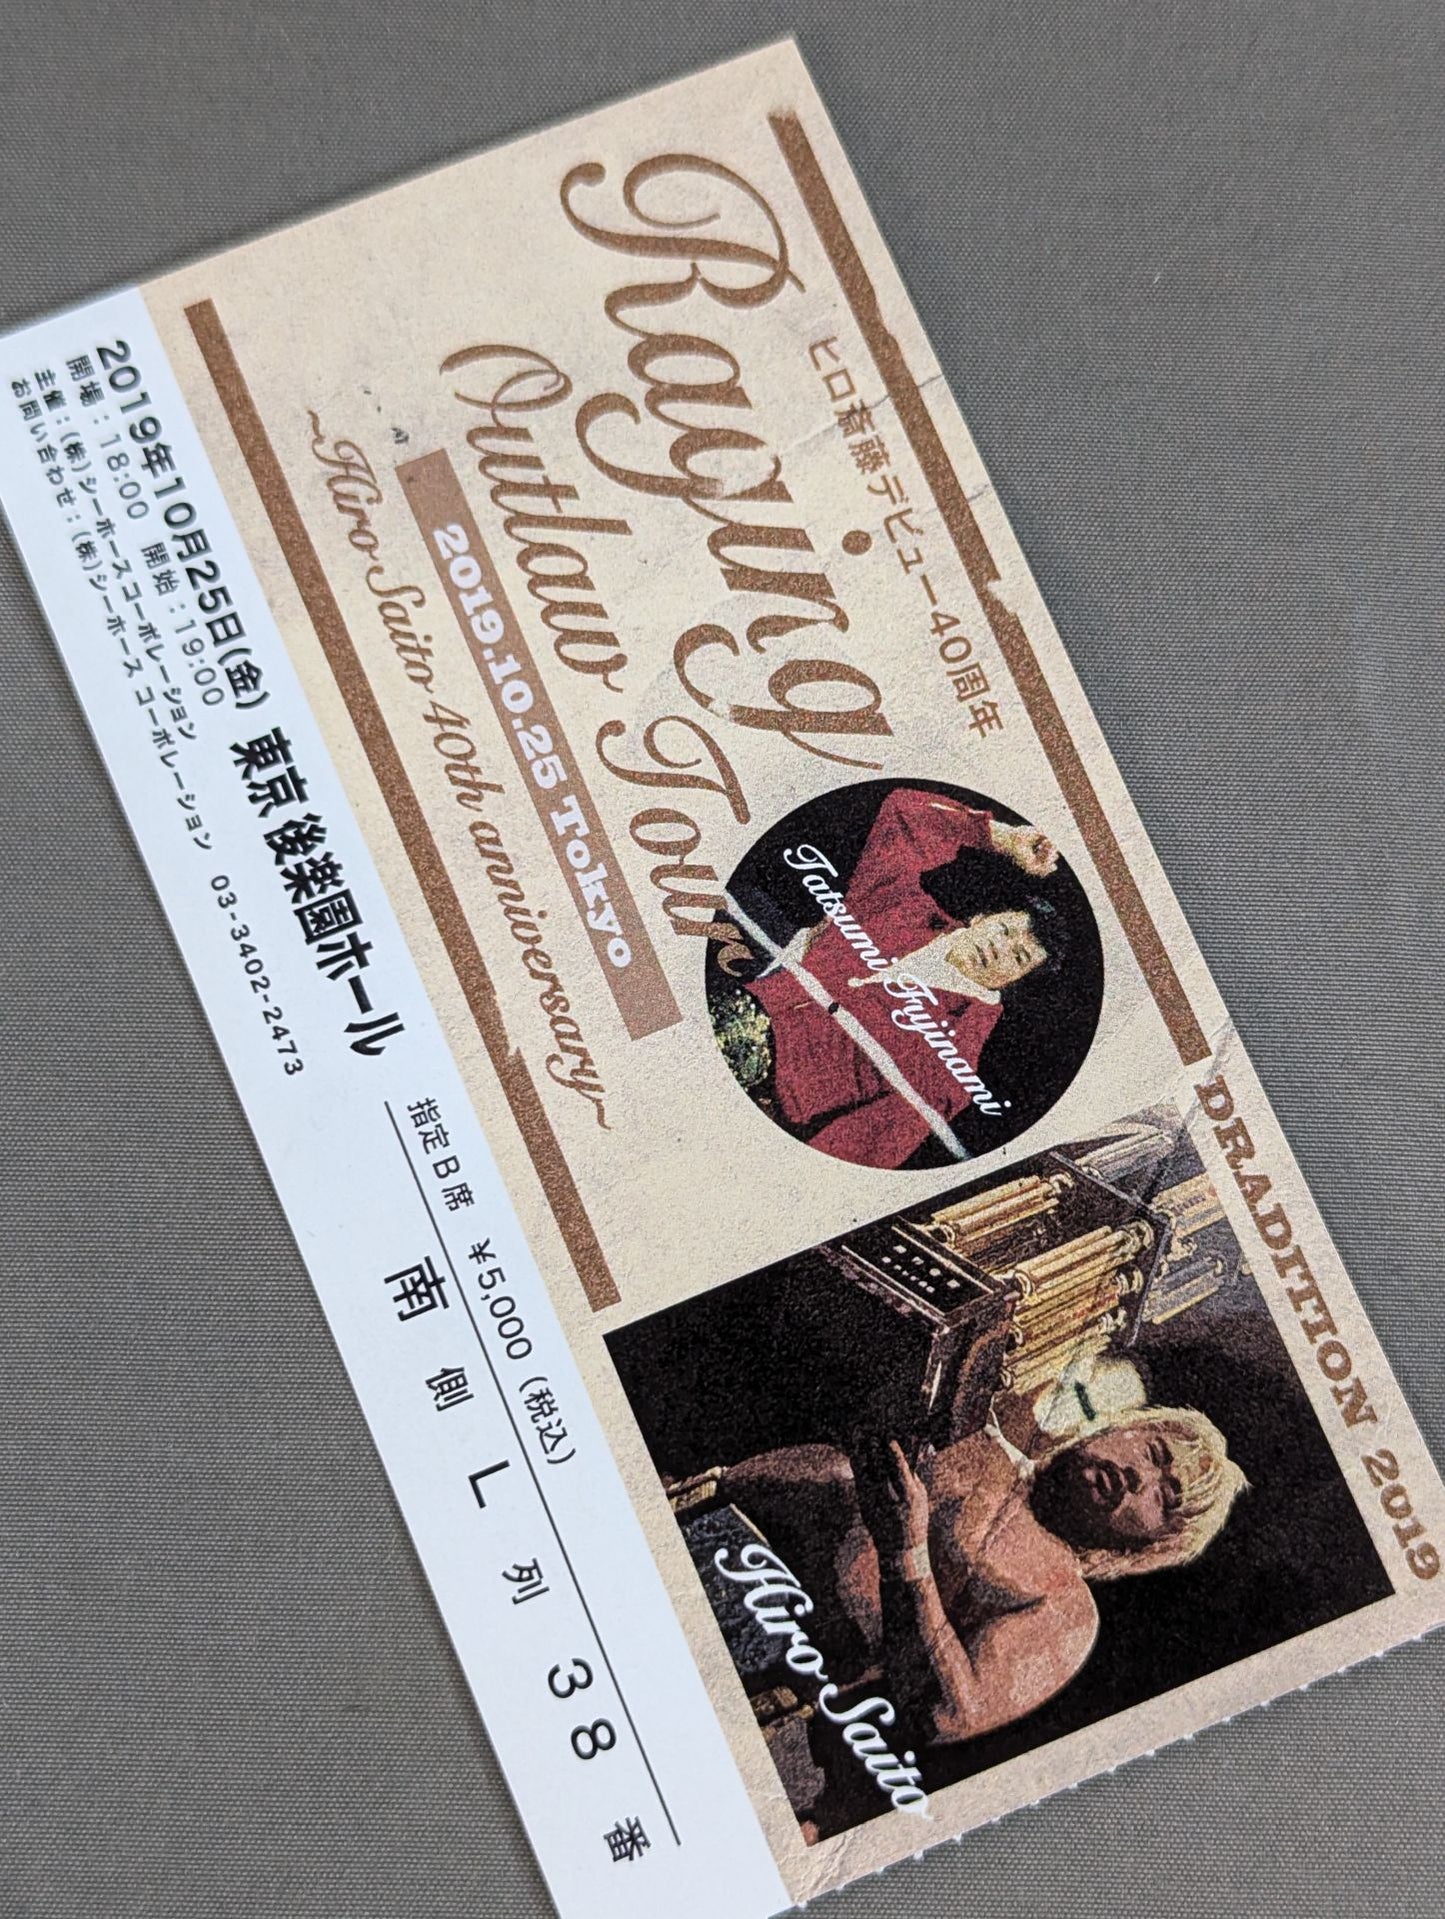 DRADITION 2019
ヒロ斎藤デビュー40周年
Raging
Outlaw Tour
2019.10.25 Tokyo
~Hiro Saito 40th anniversary~
Tatsumi Fujinami
Hiro Saito
2019年10月25日(金) 東京 後楽園ホール
開場:18:00 開始:19:00
主催:(株)シーホースコーポレーション
お問い合わせ:(株)シーホース コーポレーション 03-3402-2473
指定B席 ¥5,000(税込)
南側L列38番